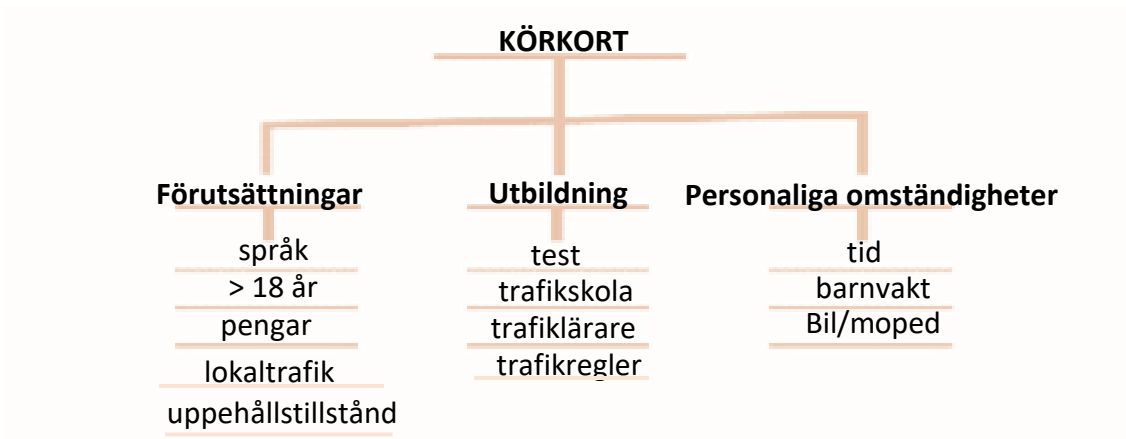 KÖRKORT
Förutsättningar
språk
> 18 år
pengar
lokaltrafik
uppehållstillstånd
Utbildning
test
trafikskola
trafiklärare
trafikregler
Personaliga omständigheter
tid
barnvakt
Bil/moped